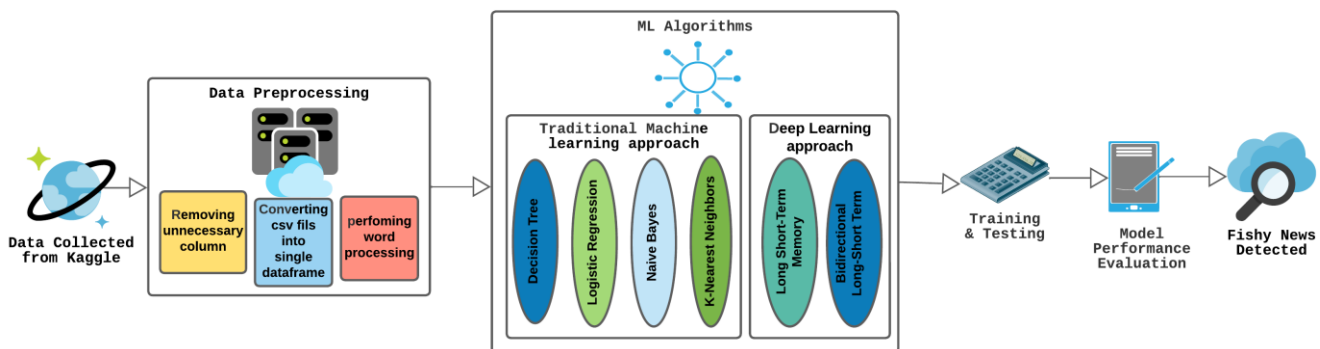 Data Collected
from Kaggle
Data Preprocessing
Removing
unnecessary
column
Converting
csv fils
into
single
dataframe
perfoming
word
processing
ML Algorithms
Traditional Machine
learning approach
Decision Tree
Logistic Regression
Naive Bayes
K-Nearest Neighbors
Deep Learning
approach
Long Short-Term
Memory
Bidirectional
Long-Short Term
Training
& Testing
Model
Performance
Evaluation
Fishy News
Detected